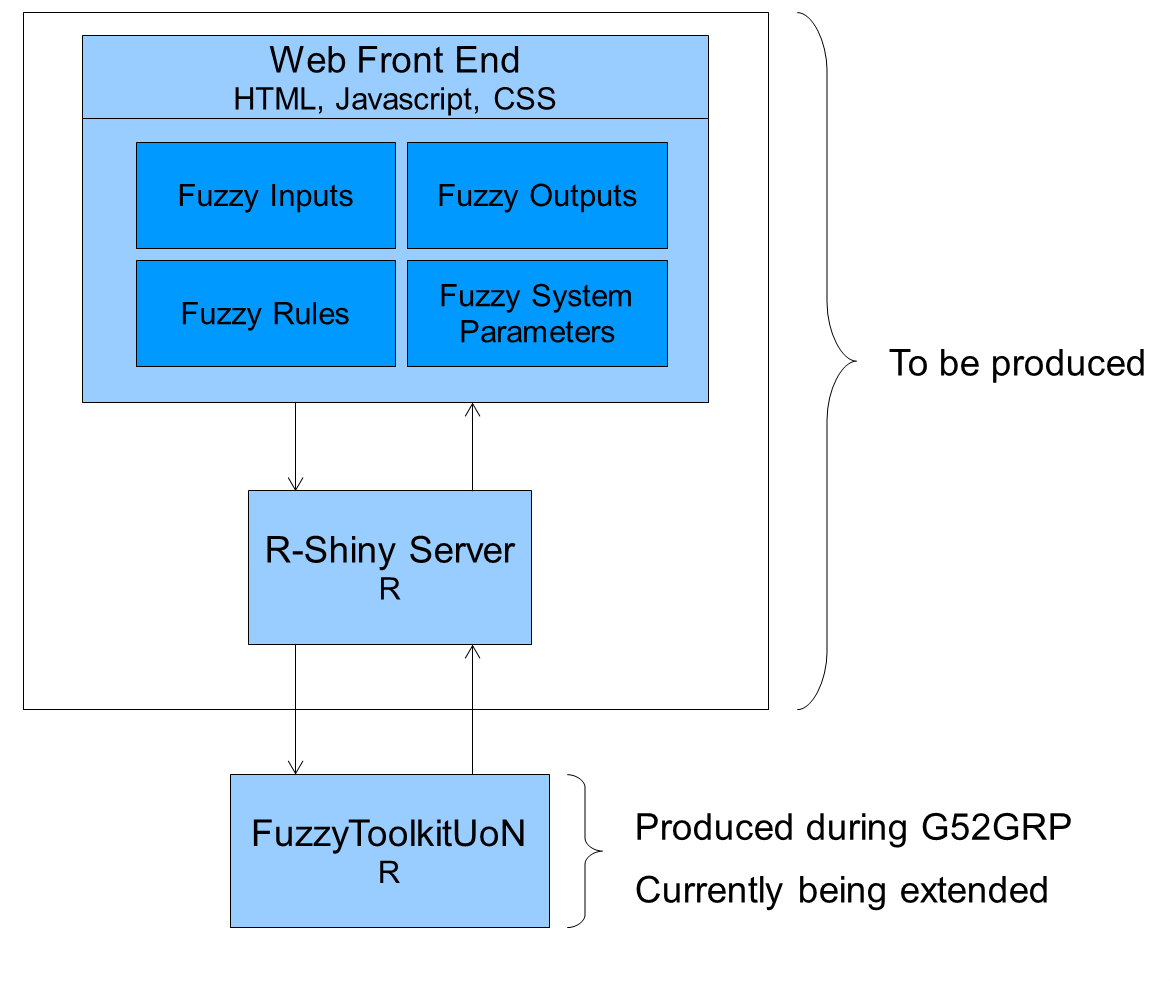 Web Front End
HTML, Javascript, CSS
Fuzzy Inputs
Fuzzy Outputs
Fuzzy Rules
Fuzzy System
Parameters
To be produced
R-Shiny Server
R
FuzzyToolkitUoN
R
Produced during G52GRP
Currently being extended